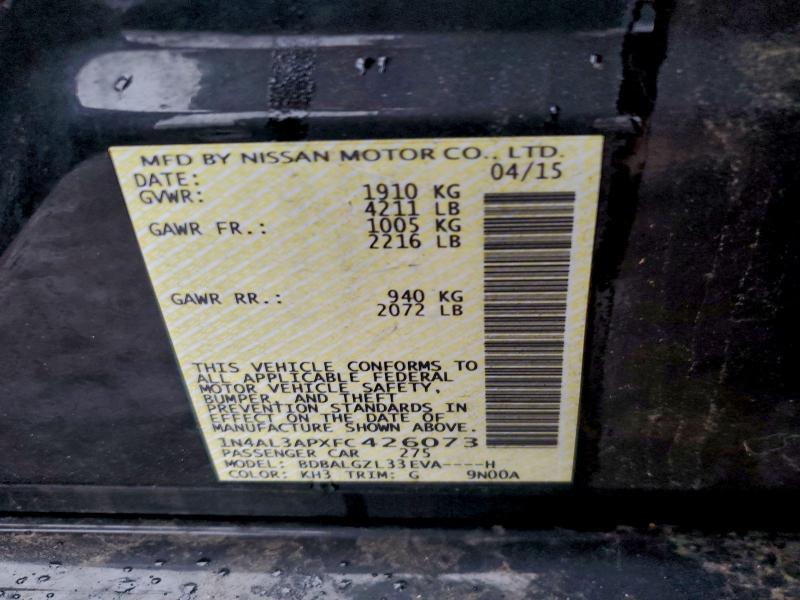 MFD BY NISSAN MOTOR CO., LTD.
DATE: 04/15
GVWR: 1910 KG
4211 LB
GAWR FR.: 1005 KG
2216 LB
GAWR RR.: 940 KG
2072 LB
THIS VEHICLE CONFORMS TO
ALL APPLICABLE FEDERAL
MOTOR VEHICLE SAFETY,
BUMPER, AND THEFT
PREVENTION STANDARDS IN
EFFECT ON THE DATE OF
MANUFACTURE SHOWN ABOVE.
1N4AL3APXFC426073
PASSENGER CAR 275
MODEL: BDBALGZL33EVA----H
COLOR: KH3 TRIM: G 9N00A